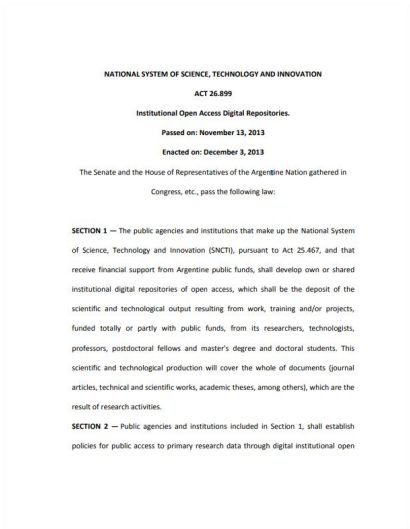 NATIONAL SYSTEM OF SCIENCE, TECHNOLOGY AND INNOVATION
ACT 26.899
Institutional Open Access Digital Repositories.
Passed on: November 13, 2013
Enacted on: December 3, 2013
The Senate and the House of Representatives of the Argentine Nation gathered in
Congress, etc., pass the following law:
SECTION 1 — The public agencies and institutions that make up the National System
of Science, Technology and Innovation (SNCTI), pursuant to Act 25.467, and that
receive financial support from Argentine public funds, shall develop own or shared
institutional digital repositories of open access, which shall be the deposit of the
scientific and technological output resulting from work, training and/or projects,
funded totally or partly with public funds, from its researchers, technologists,
professors, postdoctoral fellows and master's degree and doctoral students. This
scientific and technological production will cover the whole of documents (journal
articles, technical and scientific works, academic theses, among others), which are the
result of research activities.
SECTION 2 — Public agencies and institutions included in Section 1, shall establish
policies for public access to primary research data through digital institutional open